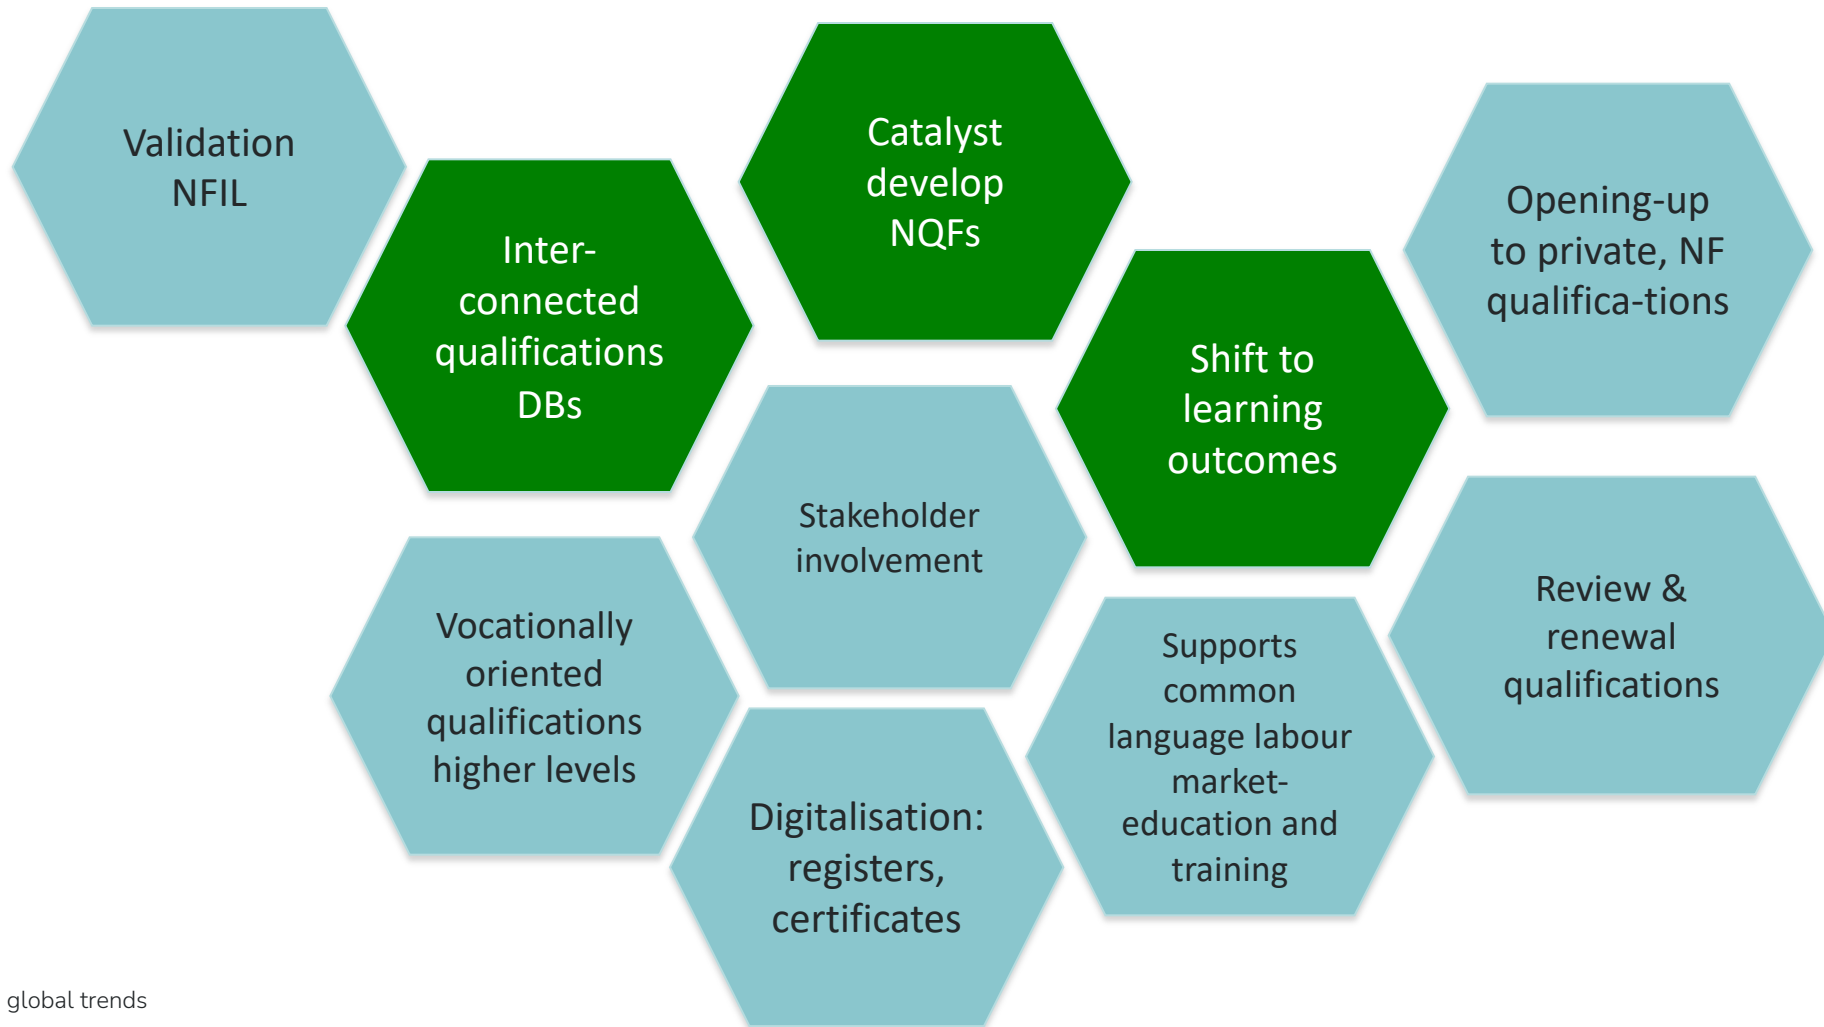 Validation
NFIL
Inter-
connected
qualifications
DBs
Catalyst
develop
NQFs
Shift to
learning
outcomes
Opening-up
to private, NF
qualifica-tions
Stakeholder
involvement
Vocationally
oriented
qualifications
higher levels
Digitalisation:
registers,
certificates
Supports
common
language labour
market-
education and
training
Review &
renewal
qualifications
global trends